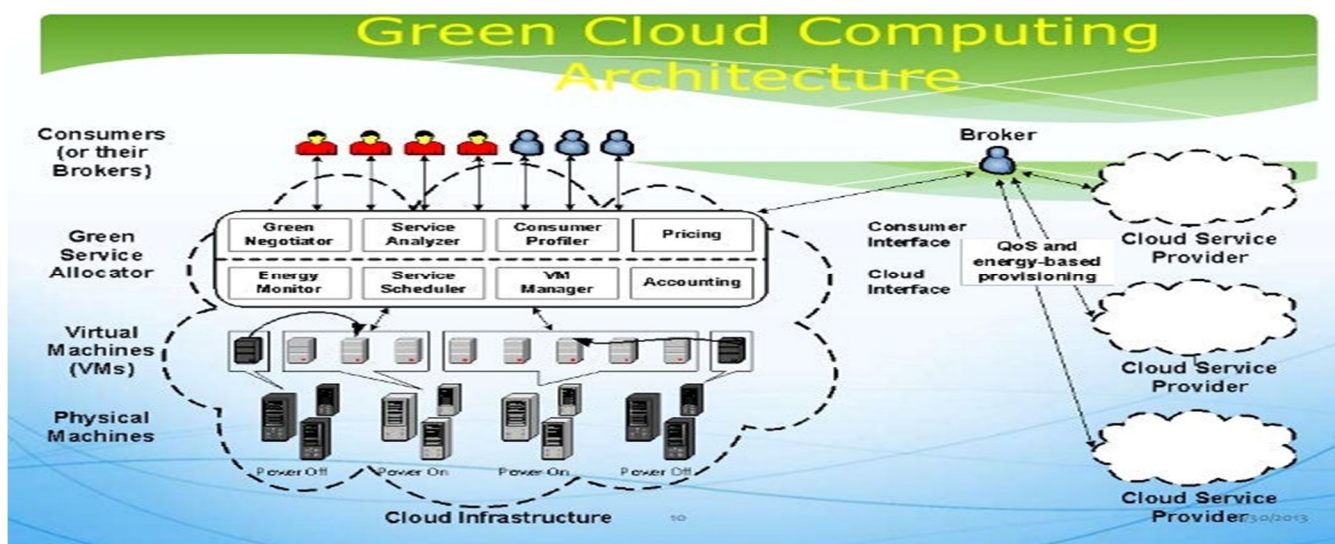 Green Cloud Computing
Architecture
Consumers
(or their
Brokers)
Broker
Green
Service
Allocator
Green
Negotiator
Service
Analyzer
Consumer
Profiler
Pricing
Energy
Monitor
Service
Scheduler
VM
Manager
Accounting
Consumer
Interface
Cloud
Interface
QoS and
energy-based
provisioning
Cloud Service
Provider
Virtual
Machines
(VMs)
Cloud Service
Provider
Physical
Machines
Power Off
Power On
Power On
Power Off
Cloud Infrastructure
10
Cloud Service
Provider
/30/2013